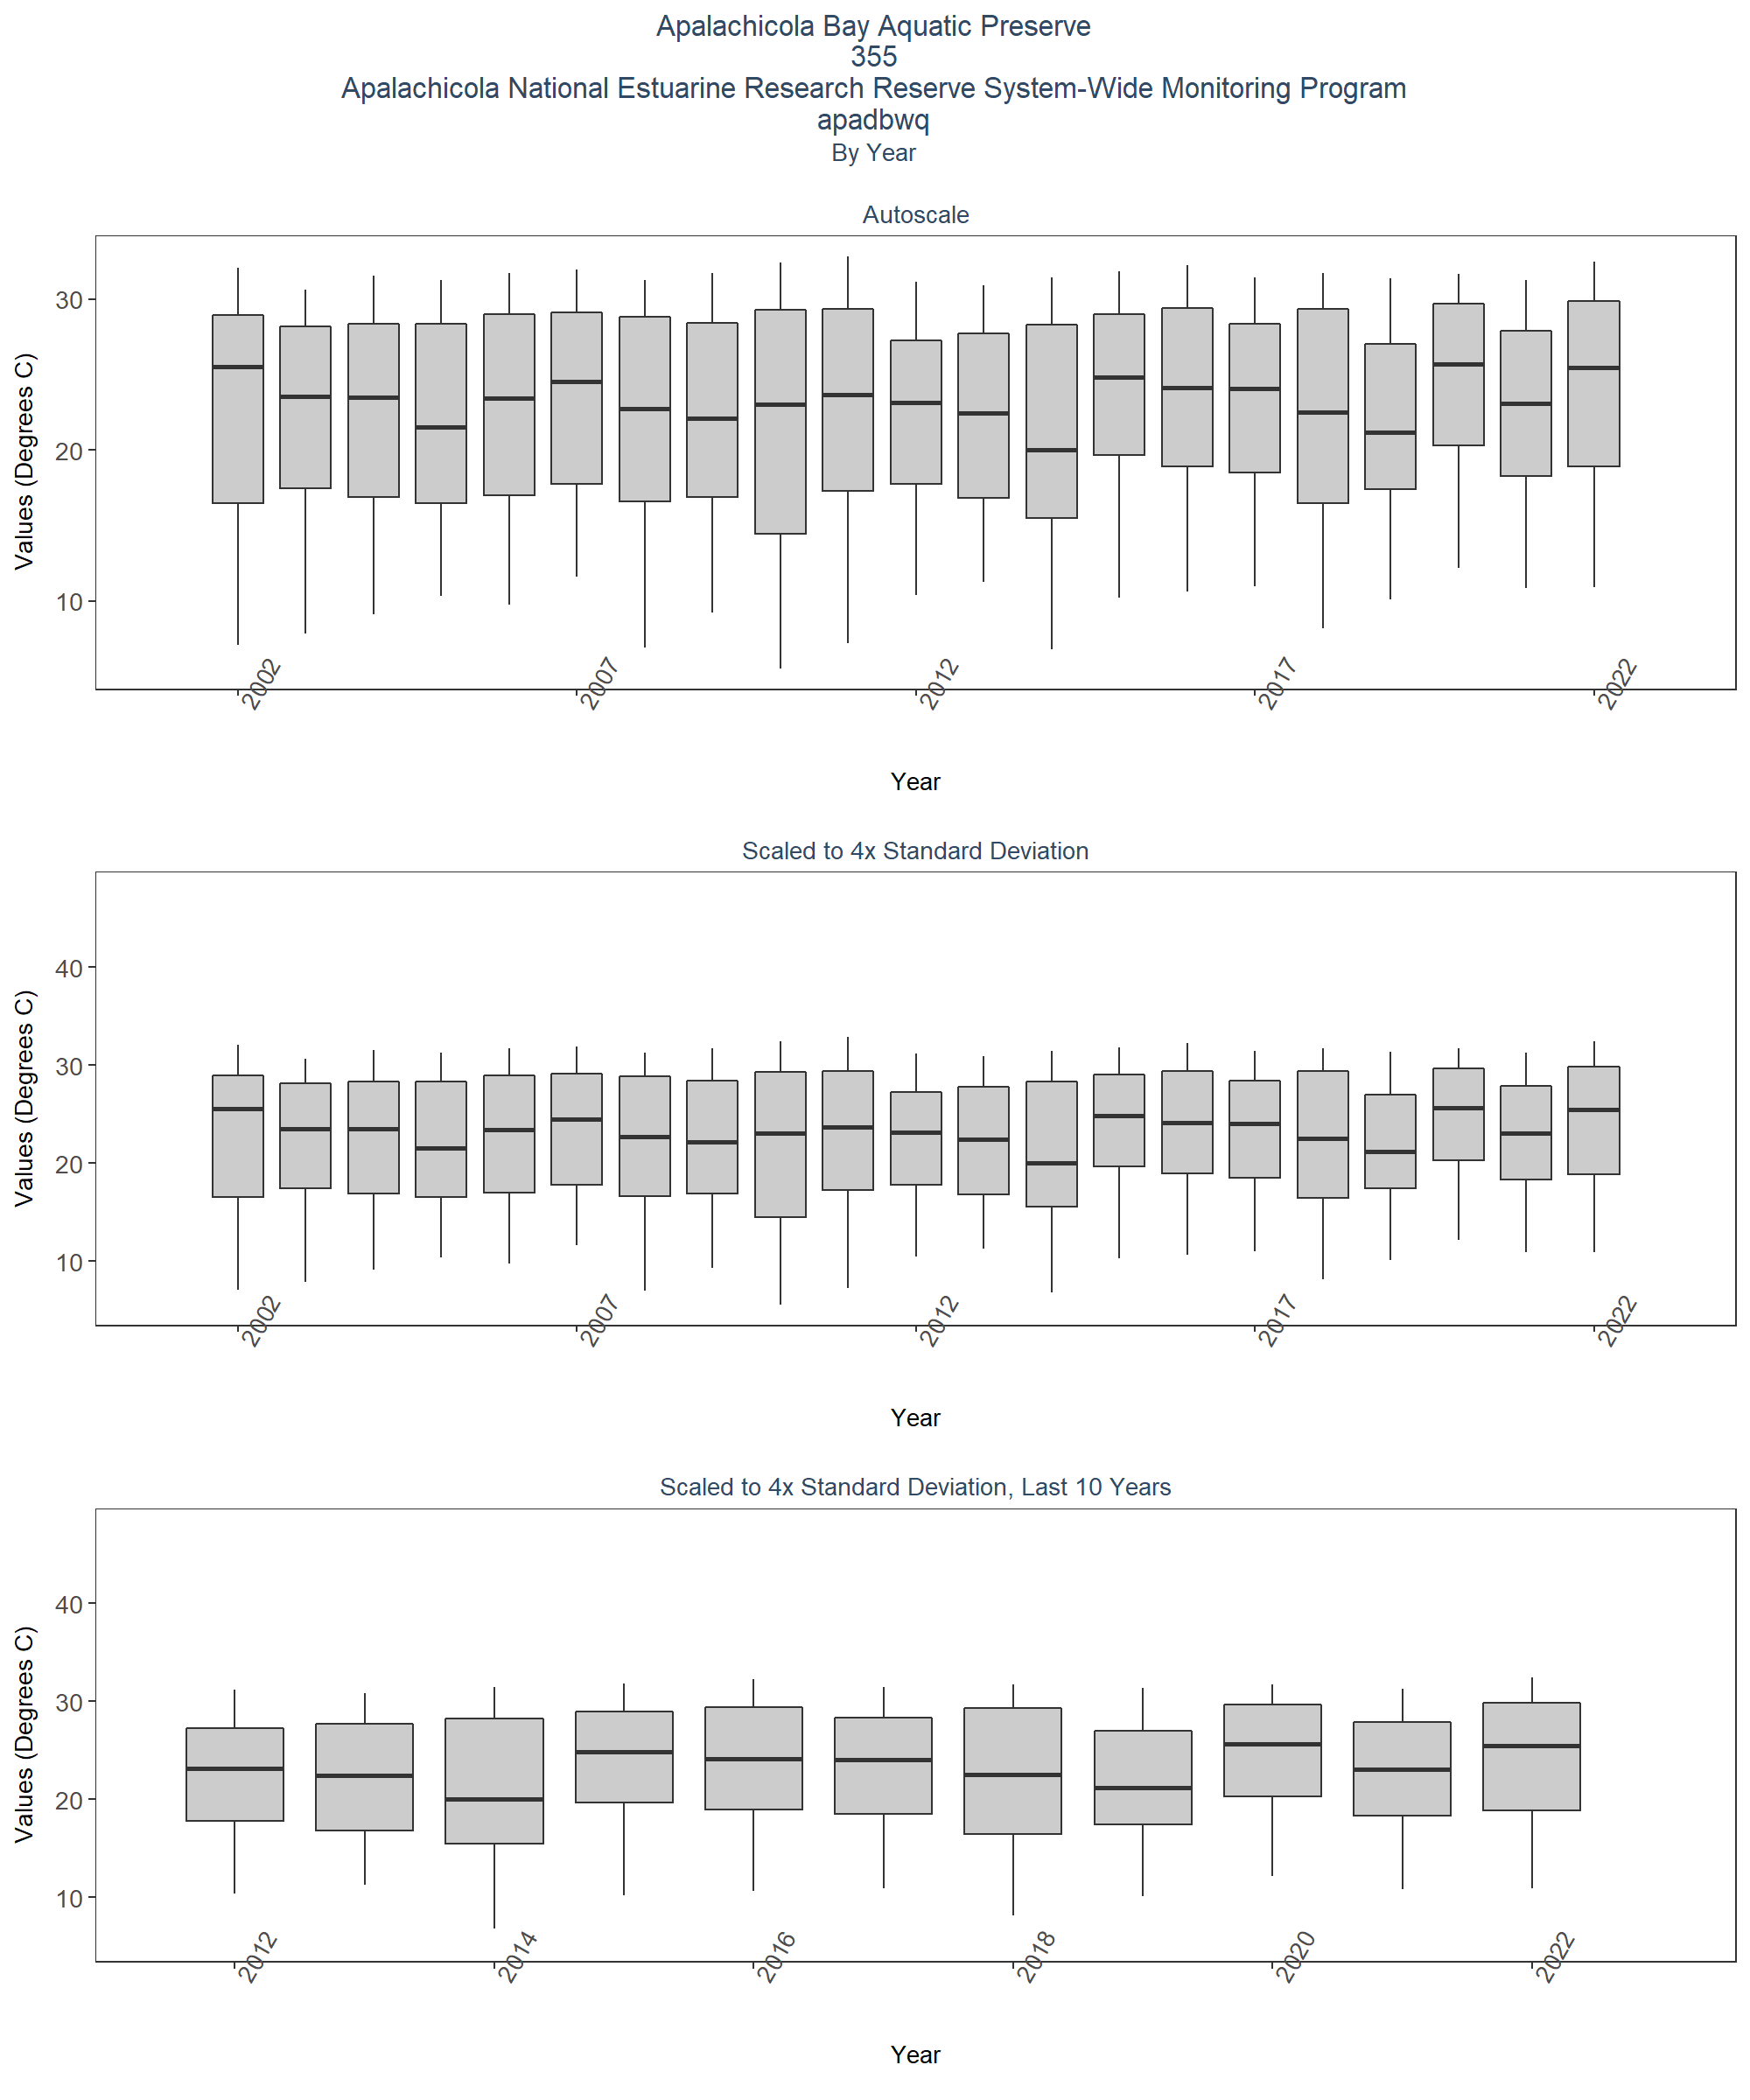 Apalachicola Bay Aquatic Preserve
355
Apalachicola National Estuarine Research Reserve System-Wide Monitoring Program
apadbwq
By Year
Autoscale
Values (Degrees C)
30
20
10
2002
2007
2012
2017
2022
Year
Scaled to 4x Standard Deviation
Values (Degrees C)
40
30
20
10
2002
2007
2012
2017
2022
Year
Scaled to 4x Standard Deviation, Last 10 Years
Values (Degrees C)
40
30
20
10
2012
2014
2016
2018
2020
2022
Year